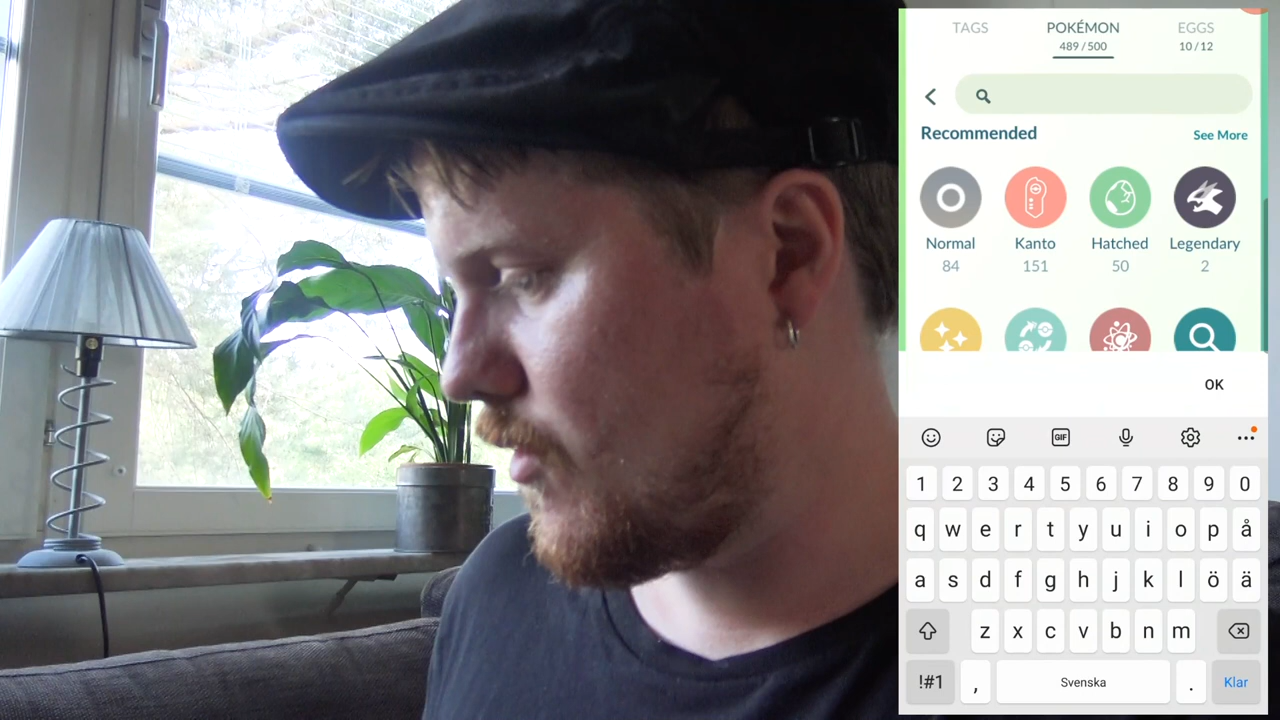 TAGS POKÉMON EGGS
489 / 500 10 / 12
Recommended See More
Normal Kanto Hatched Legendary
84 151 50 2
OK
GIF
1 2 3 4 5 6 7 8 9 0
q w e r t y u i o p å
a s d f g h j k l ö ä
z x c v b n m
!#1 , Svenska . Klar